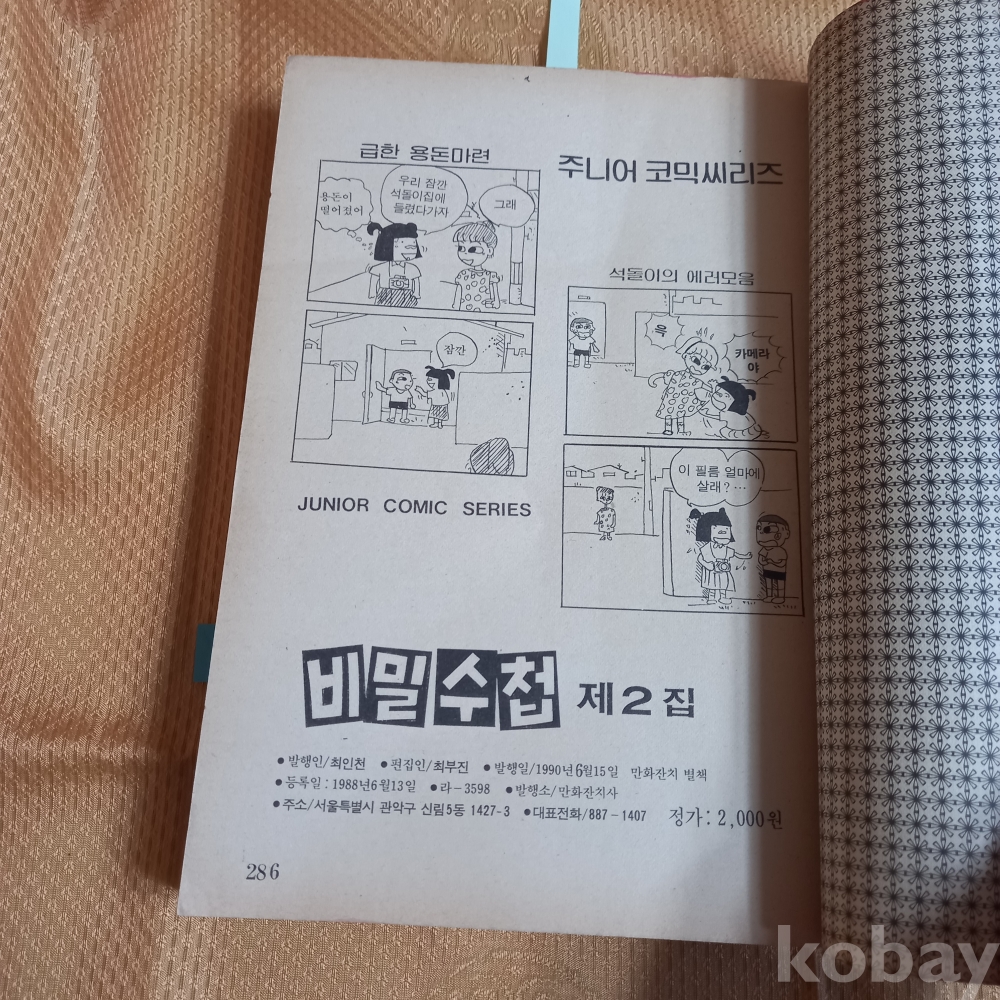 급한 용돈마련
주니어 코믹씨리즈
용돈이
떨어졌어
우리 잠깐
석돌이집에
들렸다가자
그래
잠깐
JUNIOR COMIC SERIES
석돌이의 에러모음
윽
카메라
야
이 필름 얼마에
살래? …
비밀수첩 제2집
● 발행인/최인천 ● 편집인/최부진 ● 발행일/1990년6월15일 만화잔치 별책
● 등록일 : 1988년6월13일 ● 라-3598 ● 발행소/만화잔치사
● 주소/서울특별시 관악구 신림5동 1427-3 ● 대표전화/887-1407 정가: 2,000원
286
kobay